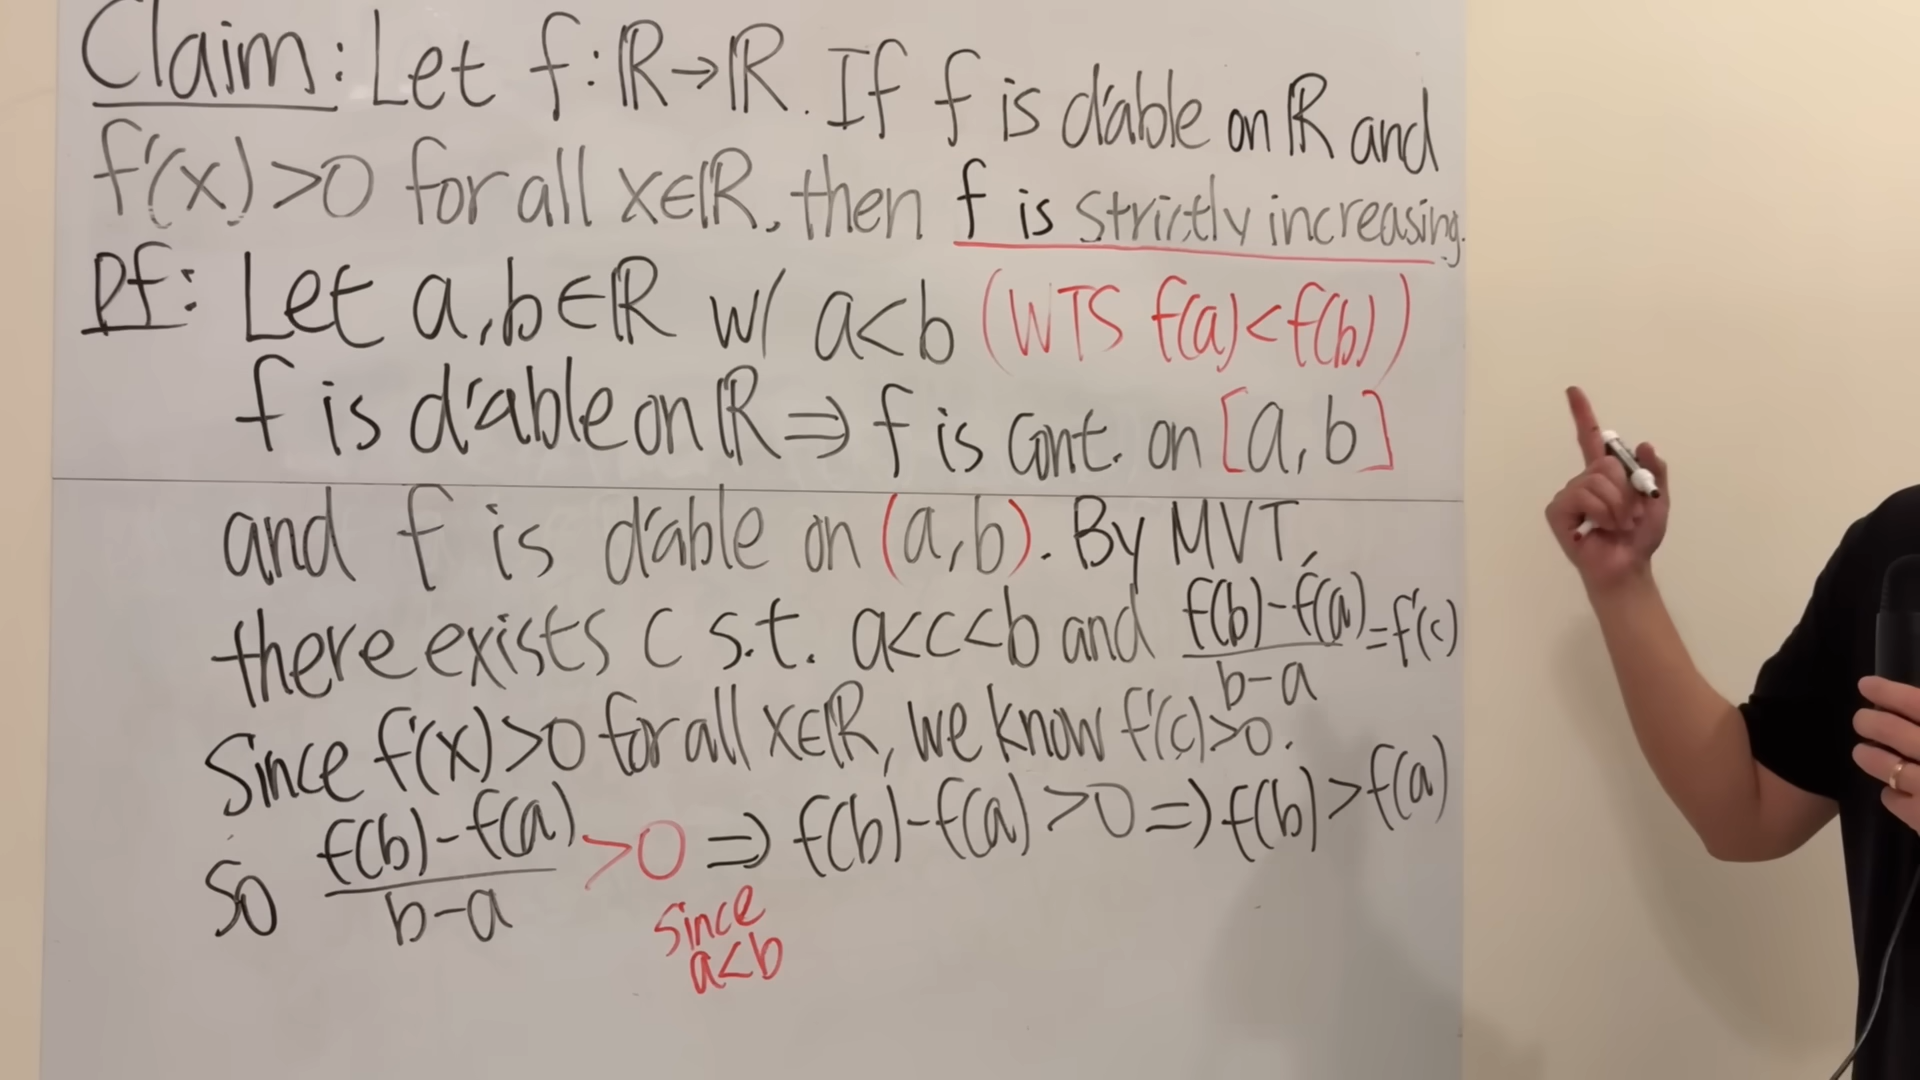 Claim: Let f: ℝ→ℝ. If f is d'able on ℝ and
f'(x)>0 for all x∈ℝ, then f is strictly increasing.
Pf: Let a,b∈ℝ w/ a<b (WTS f(a)<f(b))
f is d'able on ℝ ⇒ f is cont. on [a,b]
and f is d'able on (a,b). By MVT,
there exists c s.t. a<c<b and (f(b)-f(a))/(b-a) = f'(c)
Since f'(x)>0 for all x∈ℝ, we know f'(c)>0.
So (f(b)-f(a))/(b-a) >0 ⇒ f(b)-f(a)>0 ⇒ f(b)>f(a)
since
a<b